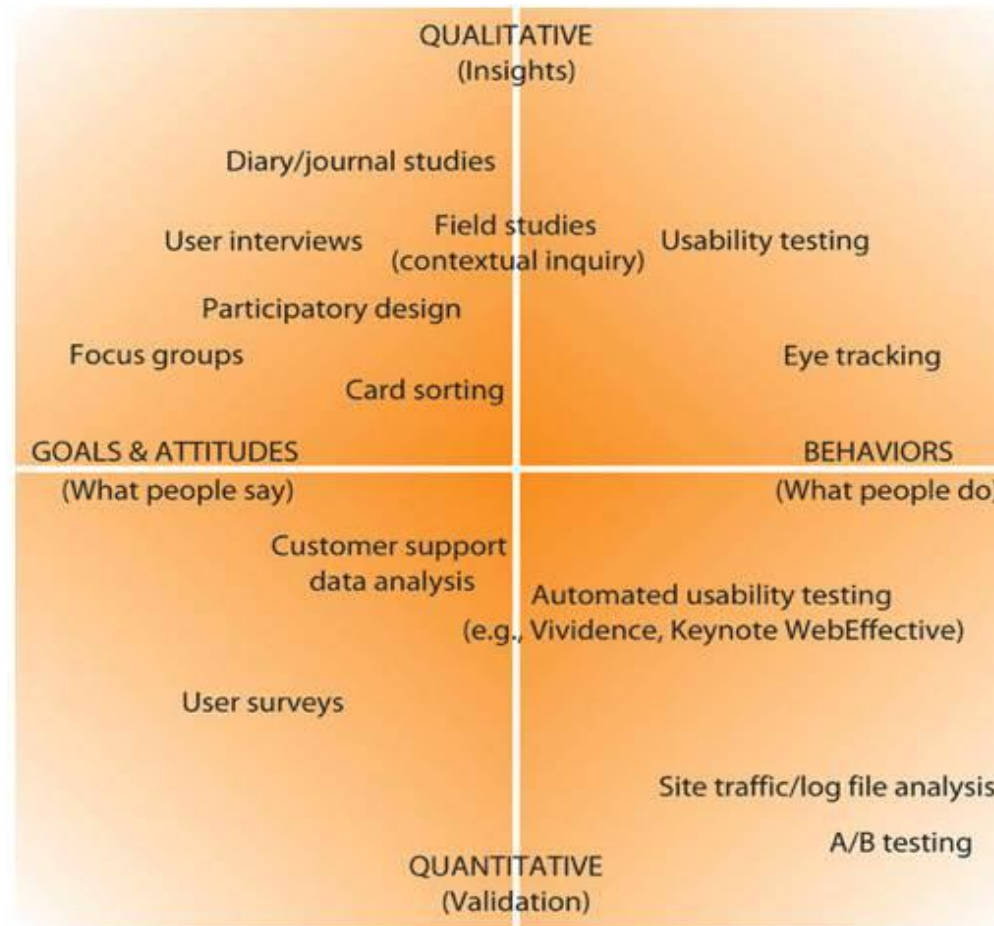 QUALITATIVE
(Insights)
Diary/journal studies
User interviews
Field studies
(contextual inquiry)
Usability testing
Participatory design
Focus groups
Eye tracking
Card sorting
GOALS & ATTITUDES
(What people say)
BEHAVIORS
(What people do)
Customer support
data analysis
Automated usability testing
(e.g., Vividence, Keynote WebEffective)
User surveys
Site traffic/log file analysis
A/B testing
QUANTITATIVE
(Validation)